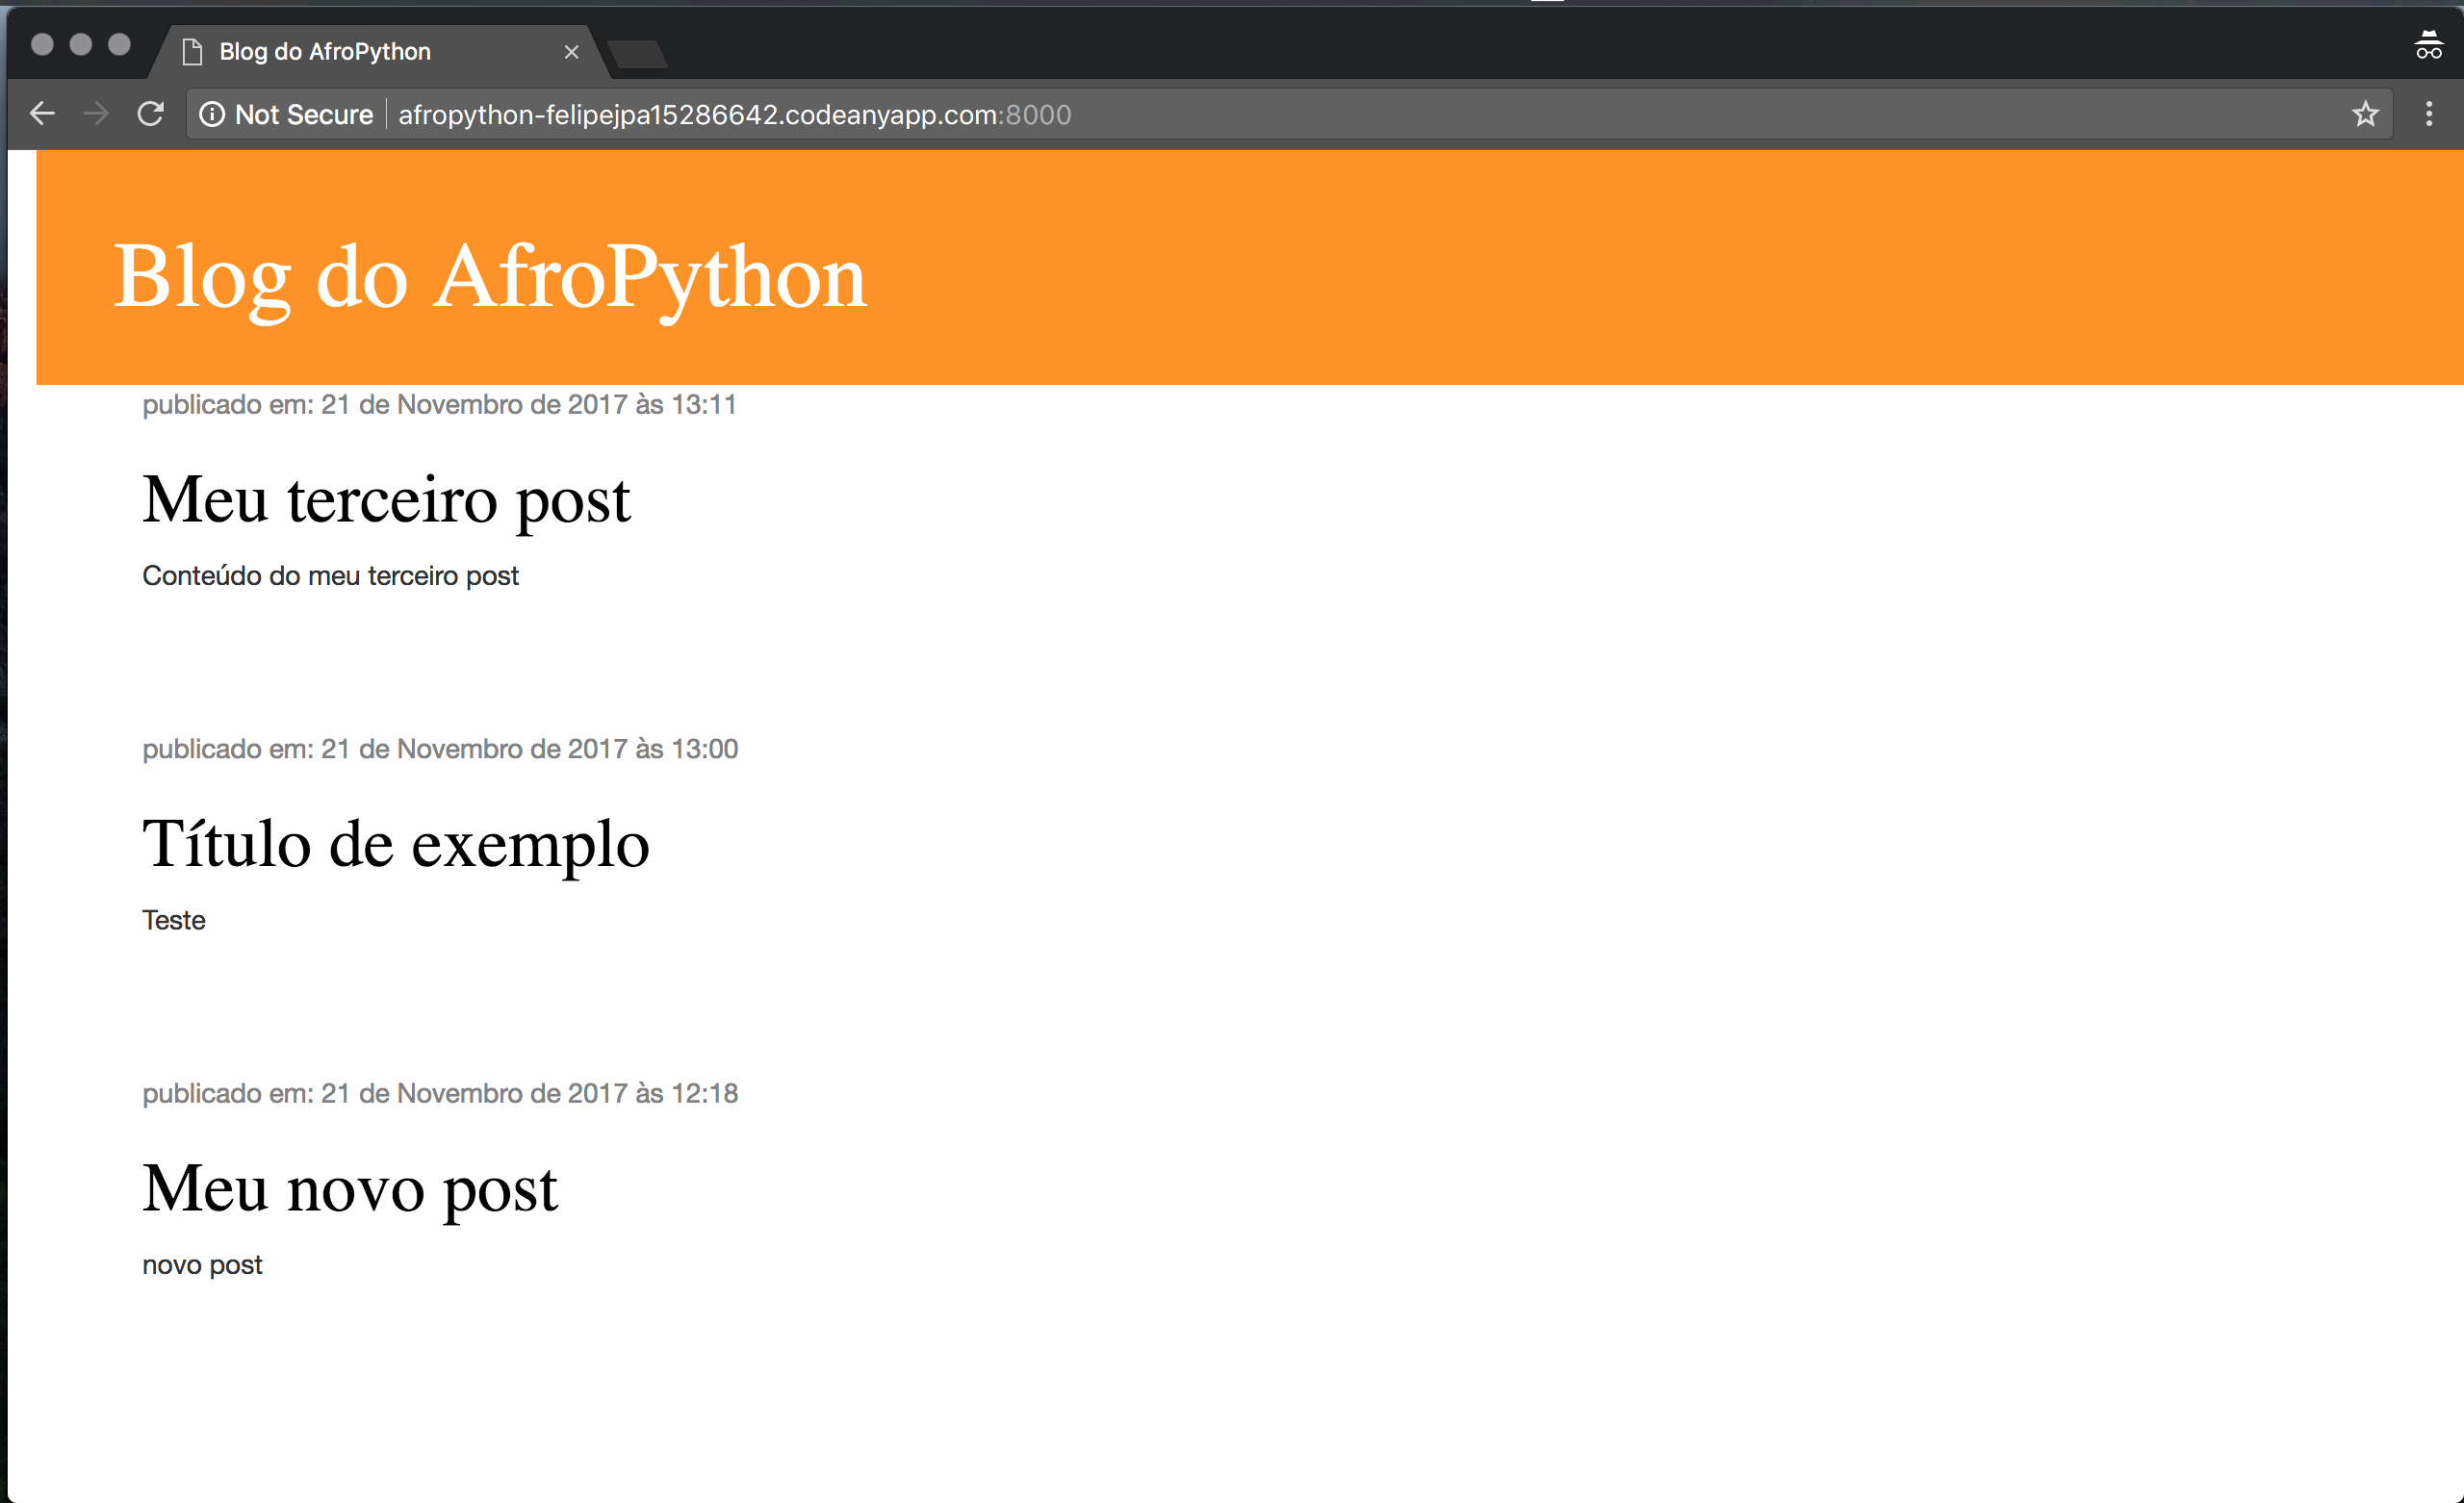 Blog do AfroPython
Not Secure afropython-felipejpa15286642.codeanyapp.com:8000
Blog do AfroPython
publicado em: 21 de Novembro de 2017 às 13:11
Meu terceiro post
Conteúdo do meu terceiro post
publicado em: 21 de Novembro de 2017 às 13:00
Título de exemplo
Teste
publicado em: 21 de Novembro de 2017 às 12:18
Meu novo post
novo post